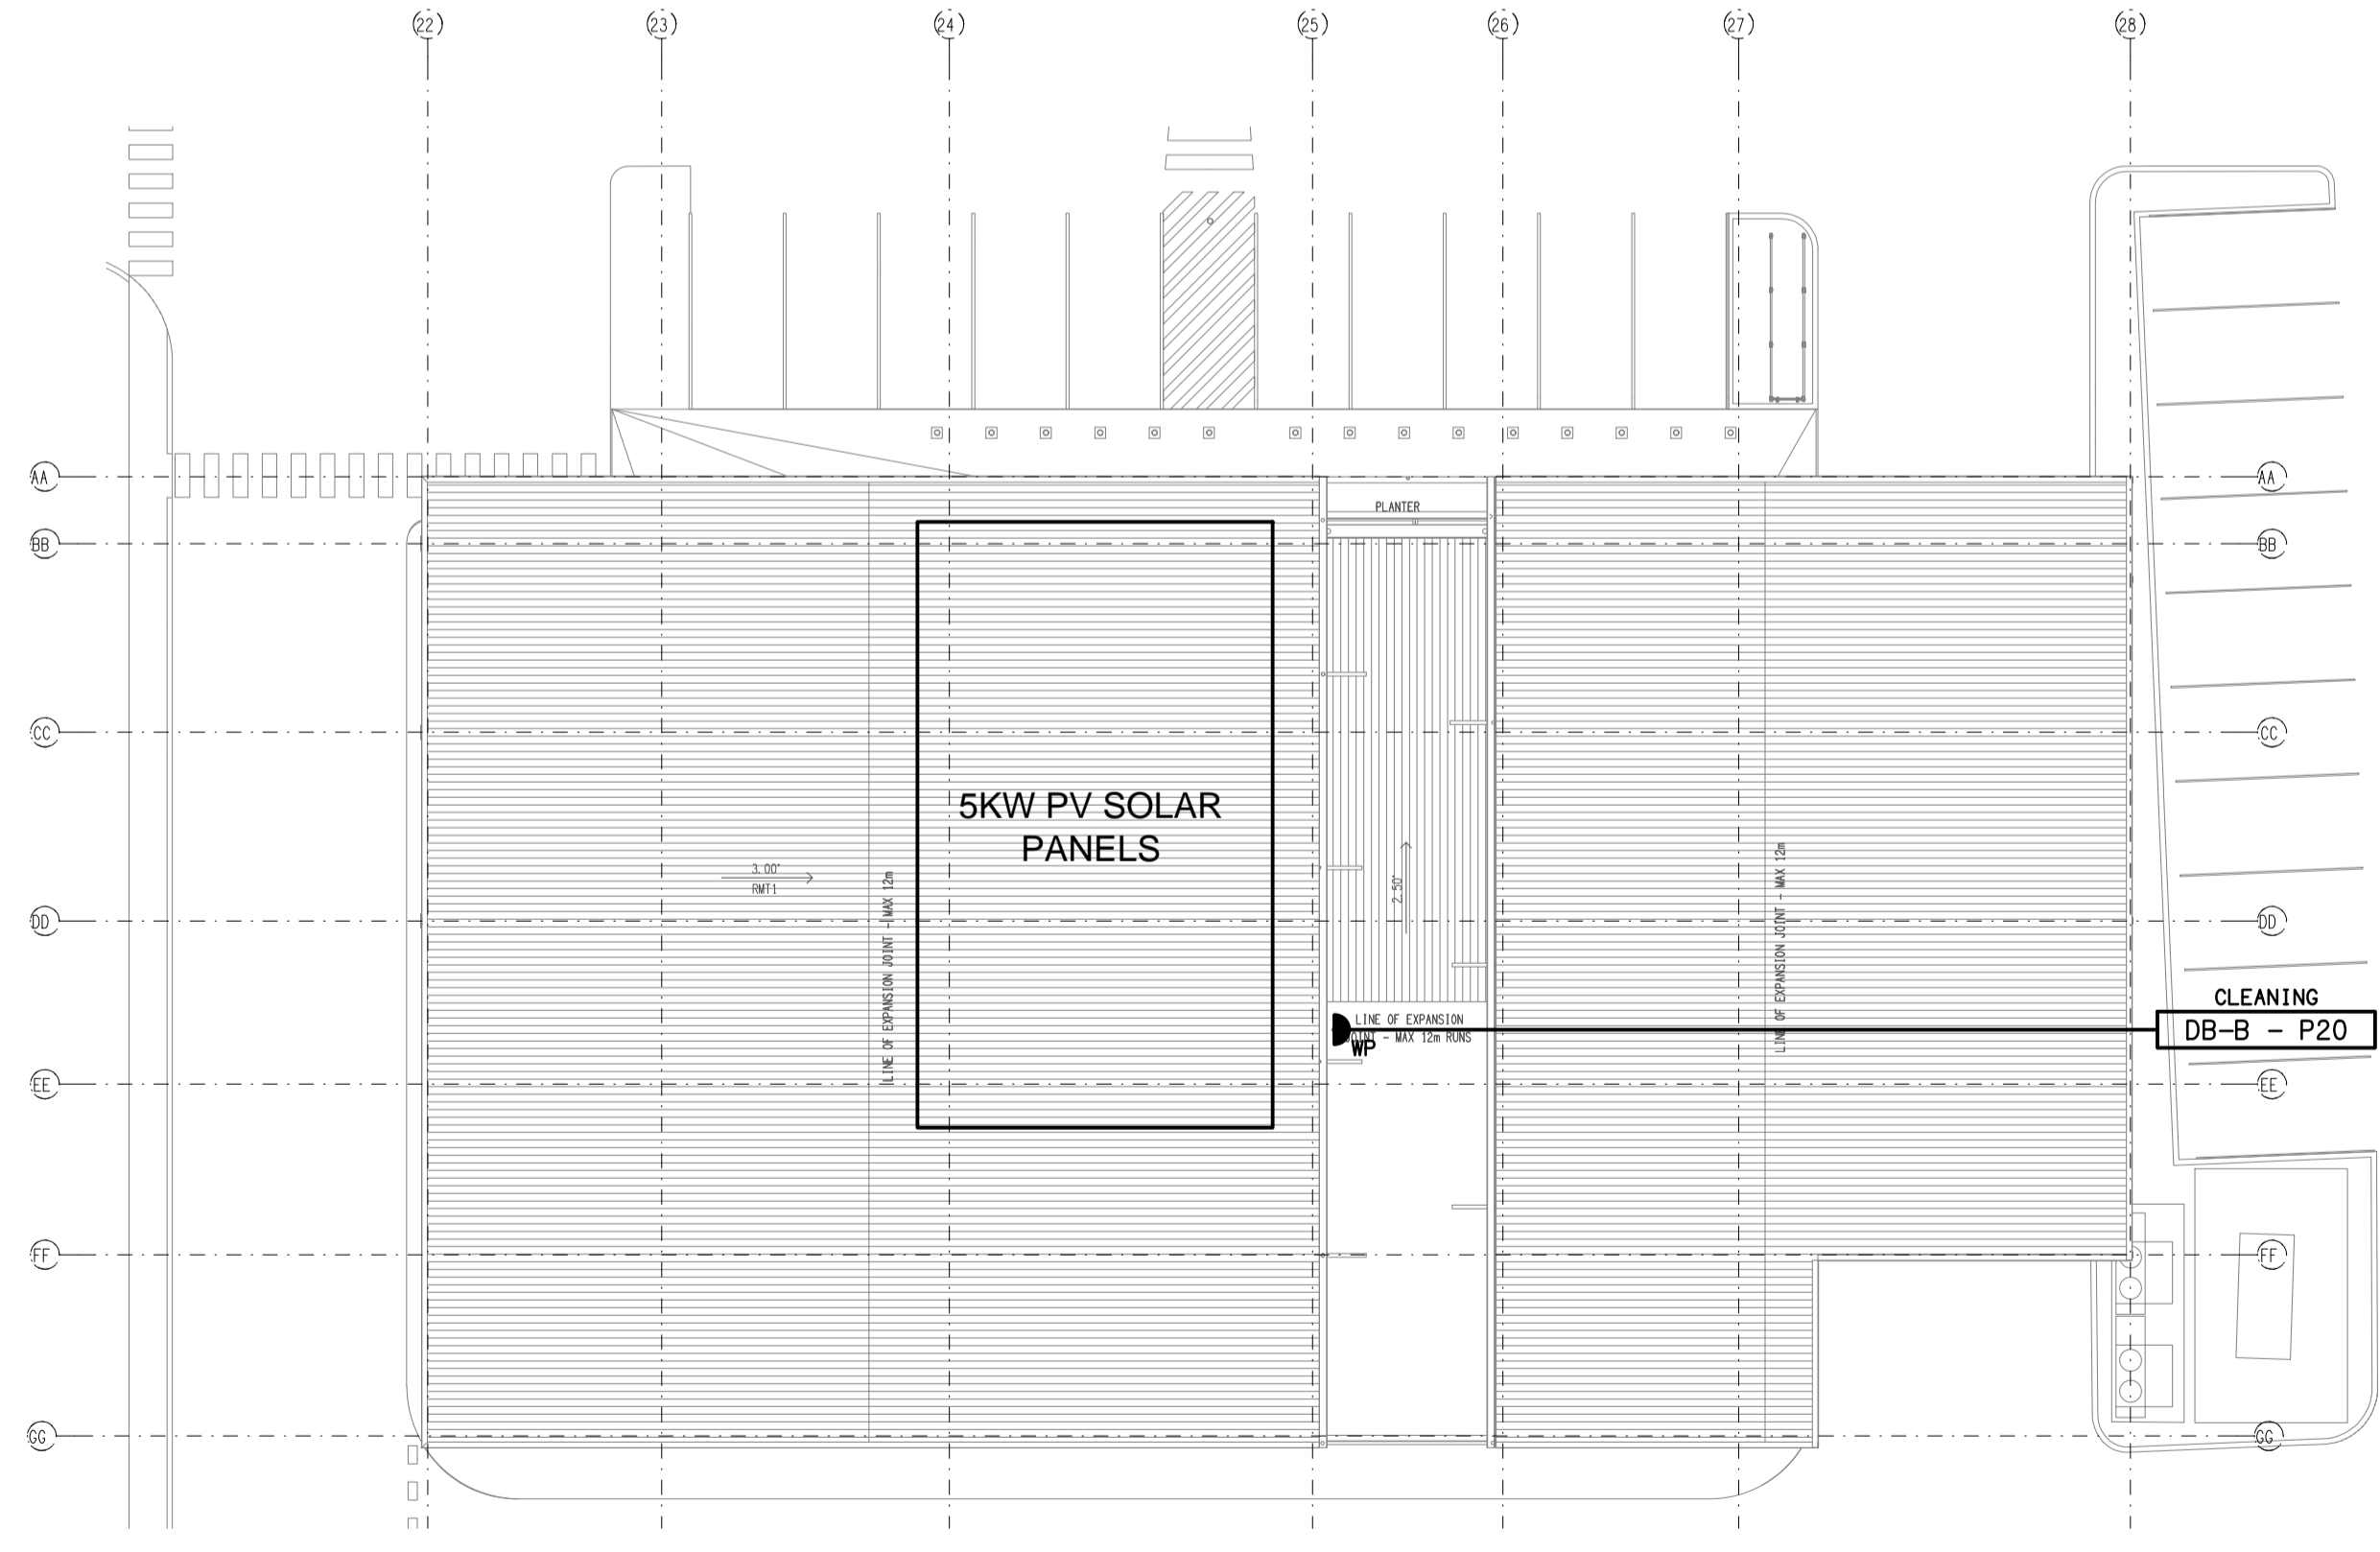 22
23
24
25
26
27
28
AA
AA
PLANTER
BB
BB
CC
CC
5KW PV SOLAR
PANELS
3.00°
RMT1
LINE OF EXPANSION JOINT - MAX 12m
2.50°
LINE OF EXPANSION JOINT - MAX 12m
DD
DD
CLEANING
DB-B - P20
LINE OF EXPANSION
JOINT - MAX 12m RUNS
WP
EE
EE
FF
FF
GG
GG